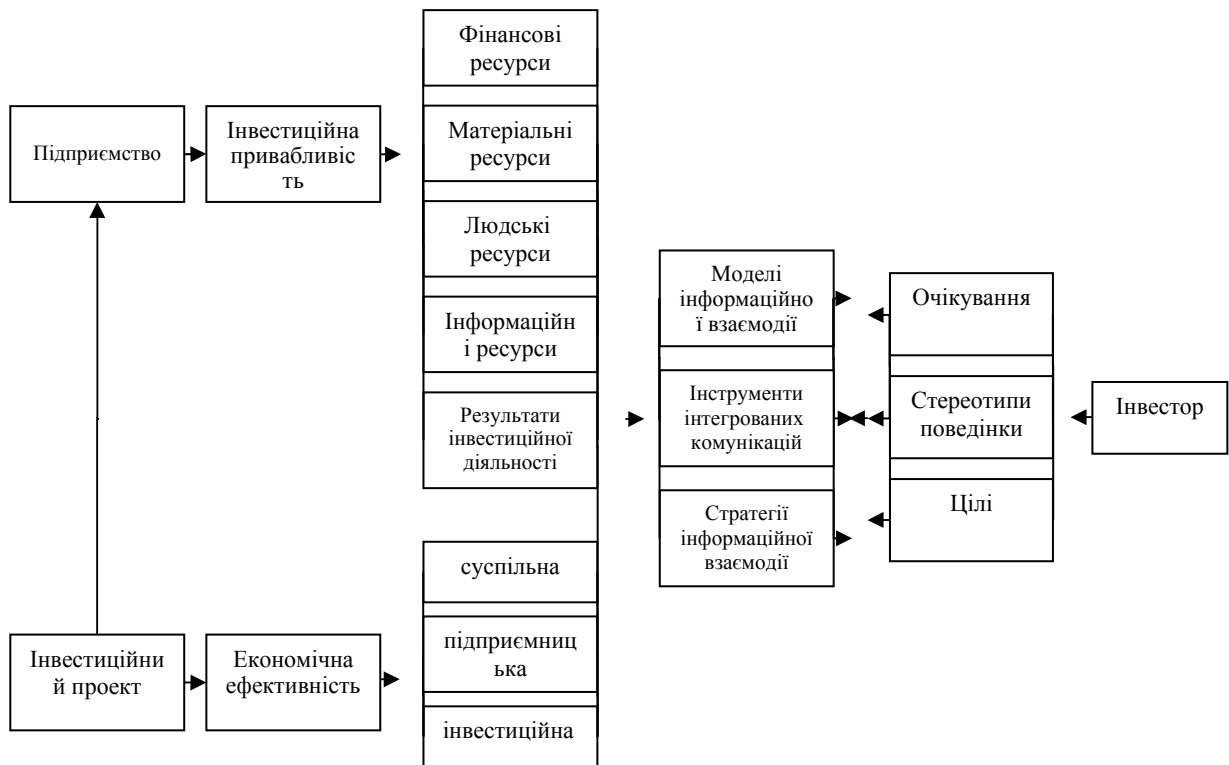 Фінансові
ресурси
Підприємство
Інвестиційна
привабливіс
ть
Матеріальні
ресурси
Людські
ресурси
Інформаційн
і ресурси
Результати
інвестиційної
діяльності
Моделі
інформаційно
ї взаємодії
Інструменти
інтегрованих
комунікацій
Стратегії
інформаційної
взаємодії
Очікування
Стереотипи
поведінки
Цілі
Інвестор
суспільна
Інвестиційни
й проект
Економічна
ефективність
підприємниц
ька
інвестиційна